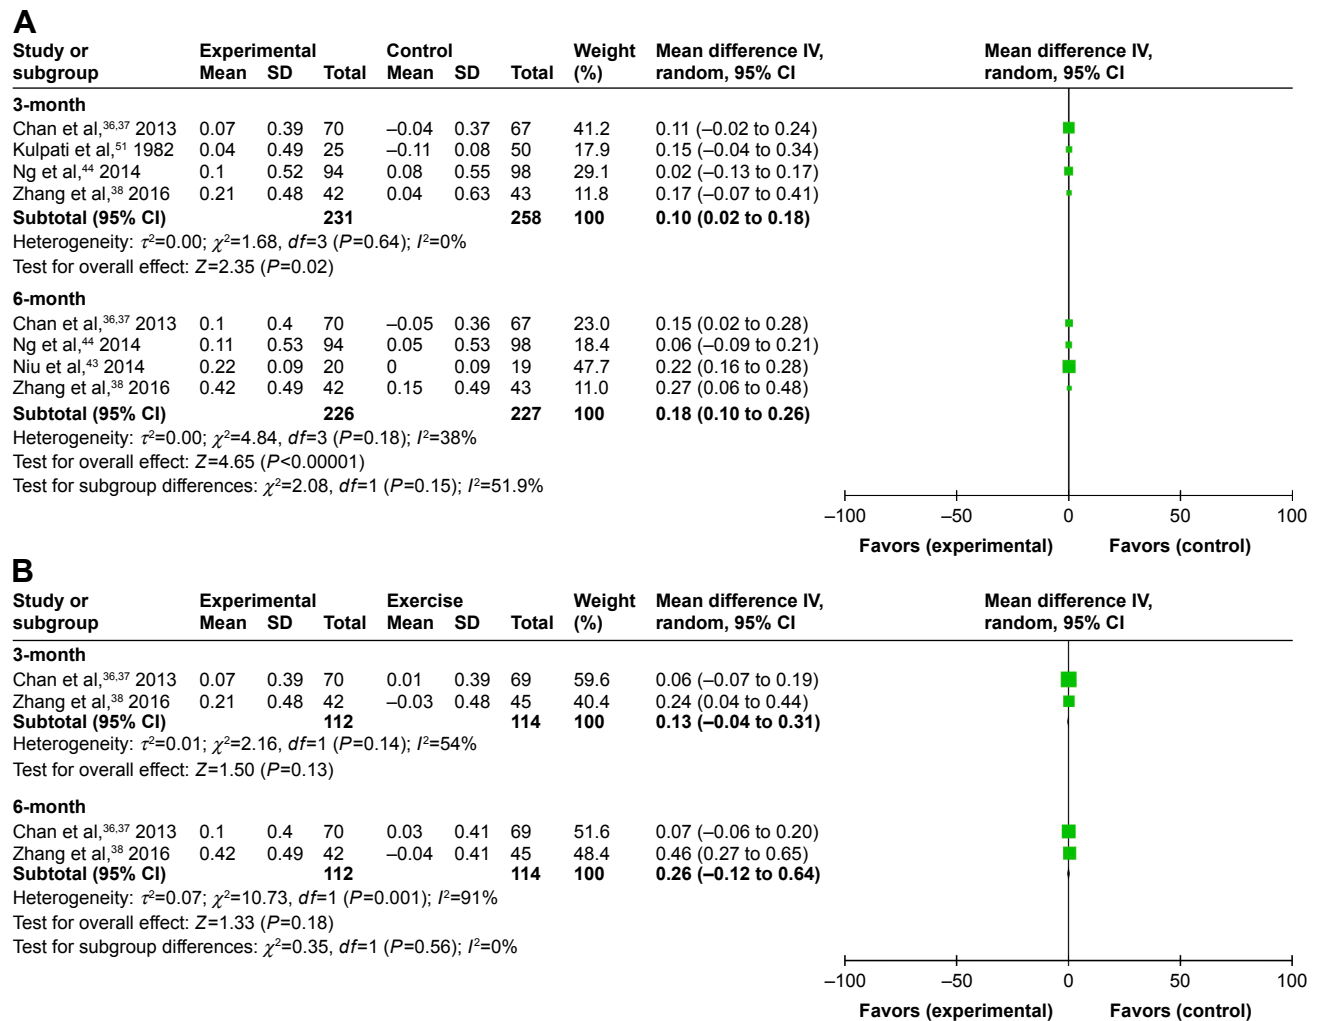 A
Study or Experimental Control Weight Mean difference IV, Mean difference IV,
subgroup Mean SD Total Mean SD Total (%) random, 95% CI random, 95% CI
3-month
Chan et al,36,37 2013 0.07 0.39 70 –0.04 0.37 67 41.2 0.11 (–0.02 to 0.24)
Kulpati et al,51 1982 0.04 0.49 25 –0.11 0.08 50 17.9 0.15 (–0.04 to 0.34)
Ng et al,44 2014 0.1 0.52 94 0.08 0.55 98 29.1 0.02 (–0.13 to 0.17)
Zhang et al,38 2016 0.21 0.48 42 0.04 0.63 43 11.8 0.17 (–0.07 to 0.41)
Subtotal (95% CI) 231 258 100 0.10 (0.02 to 0.18)
Heterogeneity: τ2=0.00; χ2=1.68, df=3 (P=0.64); I2=0%
Test for overall effect: Z=2.35 (P=0.02)
6-month
Chan et al,36,37 2013 0.1 0.4 70 –0.05 0.36 67 23.0 0.15 (0.02 to 0.28)
Ng et al,44 2014 0.11 0.53 94 0.05 0.53 98 18.4 0.06 (–0.09 to 0.21)
Niu et al,43 2014 0.22 0.09 20 0 0.09 19 47.7 0.22 (0.16 to 0.28)
Zhang et al,38 2016 0.42 0.49 42 0.15 0.49 43 11.0 0.27 (0.06 to 0.48)
Subtotal (95% CI) 226 227 100 0.18 (0.10 to 0.26)
Heterogeneity: τ2=0.00; χ2=4.84, df=3 (P=0.18); I2=38%
Test for overall effect: Z=4.65 (P<0.00001)
Test for subgroup differences: χ2=2.08, df=1 (P=0.15); I2=51.9%
–100 –50 0 50 100
Favors (experimental) Favors (control)
B
Study or Experimental Exercise Weight Mean difference IV, Mean difference IV,
subgroup Mean SD Total Mean SD Total (%) random, 95% CI random, 95% CI
3-month
Chan et al,36,37 2013 0.07 0.39 70 0.01 0.39 69 59.6 0.06 (–0.07 to 0.19)
Zhang et al,38 2016 0.21 0.48 42 –0.03 0.48 45 40.4 0.24 (0.04 to 0.44)
Subtotal (95% CI) 112 114 100 0.13 (–0.04 to 0.31)
Heterogeneity: τ2=0.01; χ2=2.16, df=1 (P=0.14); I2=54%
Test for overall effect: Z=1.50 (P=0.13)
6-month
Chan et al,36,37 2013 0.1 0.4 70 0.03 0.41 69 51.6 0.07 (–0.06 to 0.20)
Zhang et al,38 2016 0.42 0.49 42 –0.04 0.41 45 48.4 0.46 (0.27 to 0.65)
Subtotal (95% CI) 112 114 100 0.26 (–0.12 to 0.64)
Heterogeneity: τ2=0.07; χ2=10.73, df=1 (P=0.001); I2=91%
Test for overall effect: Z=1.33 (P=0.18)
Test for subgroup differences: χ2=0.35, df=1 (P=0.56); I2=0%
–100 –50 0 50 100
Favors (experimental) Favors (control)